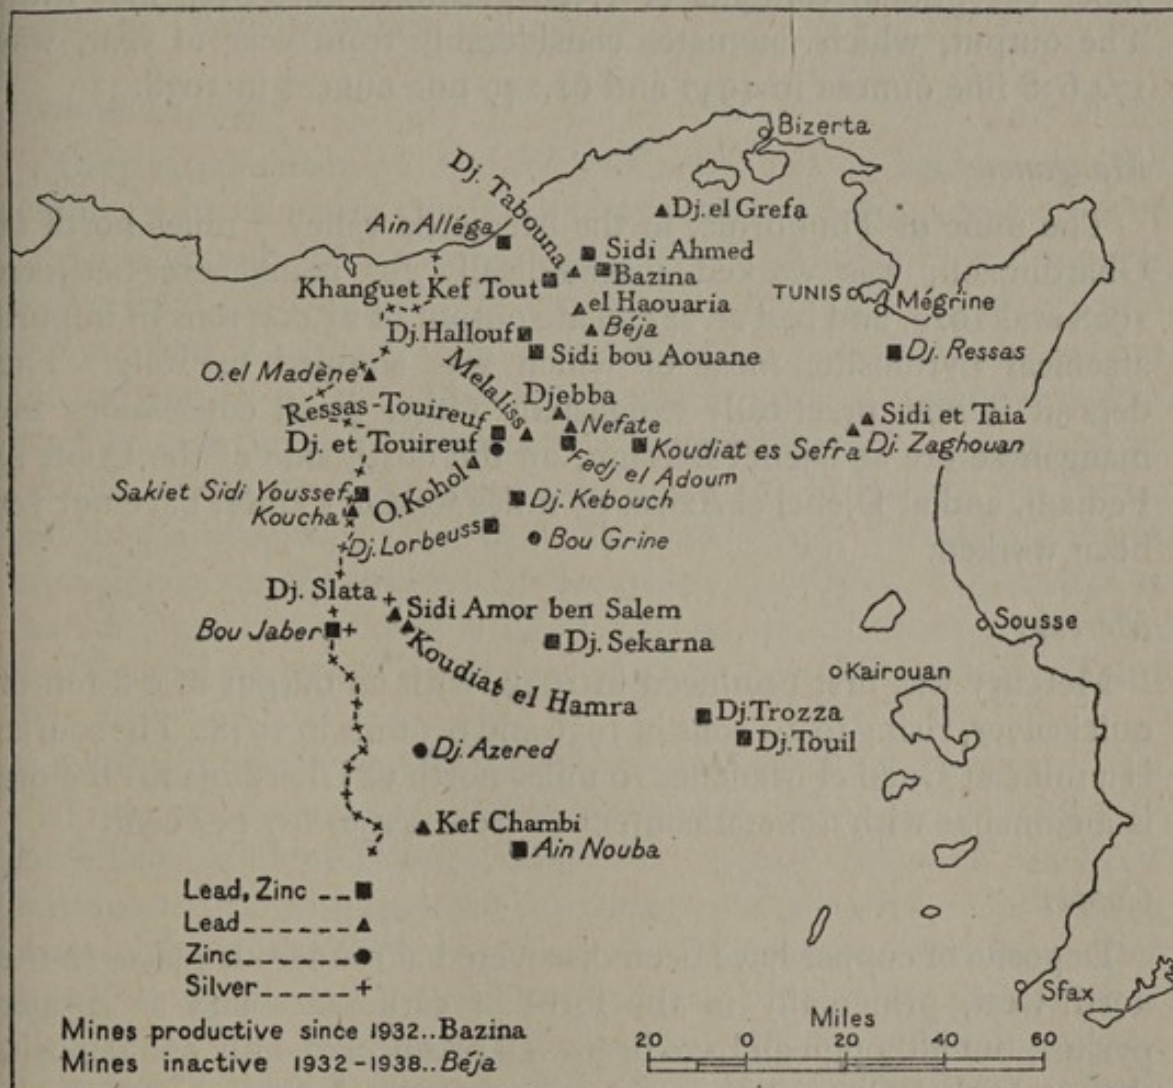 Bizerta
Dj. Tabouna
Dj. el Grefa
Ain Alléga
Sidi Ahmed
Bazina
Khanguet Kef Tout
TUNIS
Mégrine
el Haouaria
Béja
Dj. Hallouf
Sidi bou Aouane
Dj. Ressas
O. el Madène
Melaliss
Djebba
Ressas-Touireuf
Nefate
Sidi et Taia
Dj. et Touireuf
Koudiat es Sefra
Dj. Zaghouan
Fedj el Adoum
O. Kohol
Sakiet Sidi Youssef
Koucha
Dj. Kebouch
Dj. Lorbeuss
Bou Grine
Dj. Slata
Sidi Amor ben Salem
Sousse
Bou Jaber
Koudiat el Hamra
Dj. Sekarna
Kairouan
Dj. Trozza
Dj. Touil
Dj. Azered
Kef Chambi
Ain Nouba
Lead, Zinc
Lead
Zinc
Silver
Sfax
Mines productive since 1932..Bazina
Mines inactive 1932-1938..Béja
Miles
20 0 20 40 60